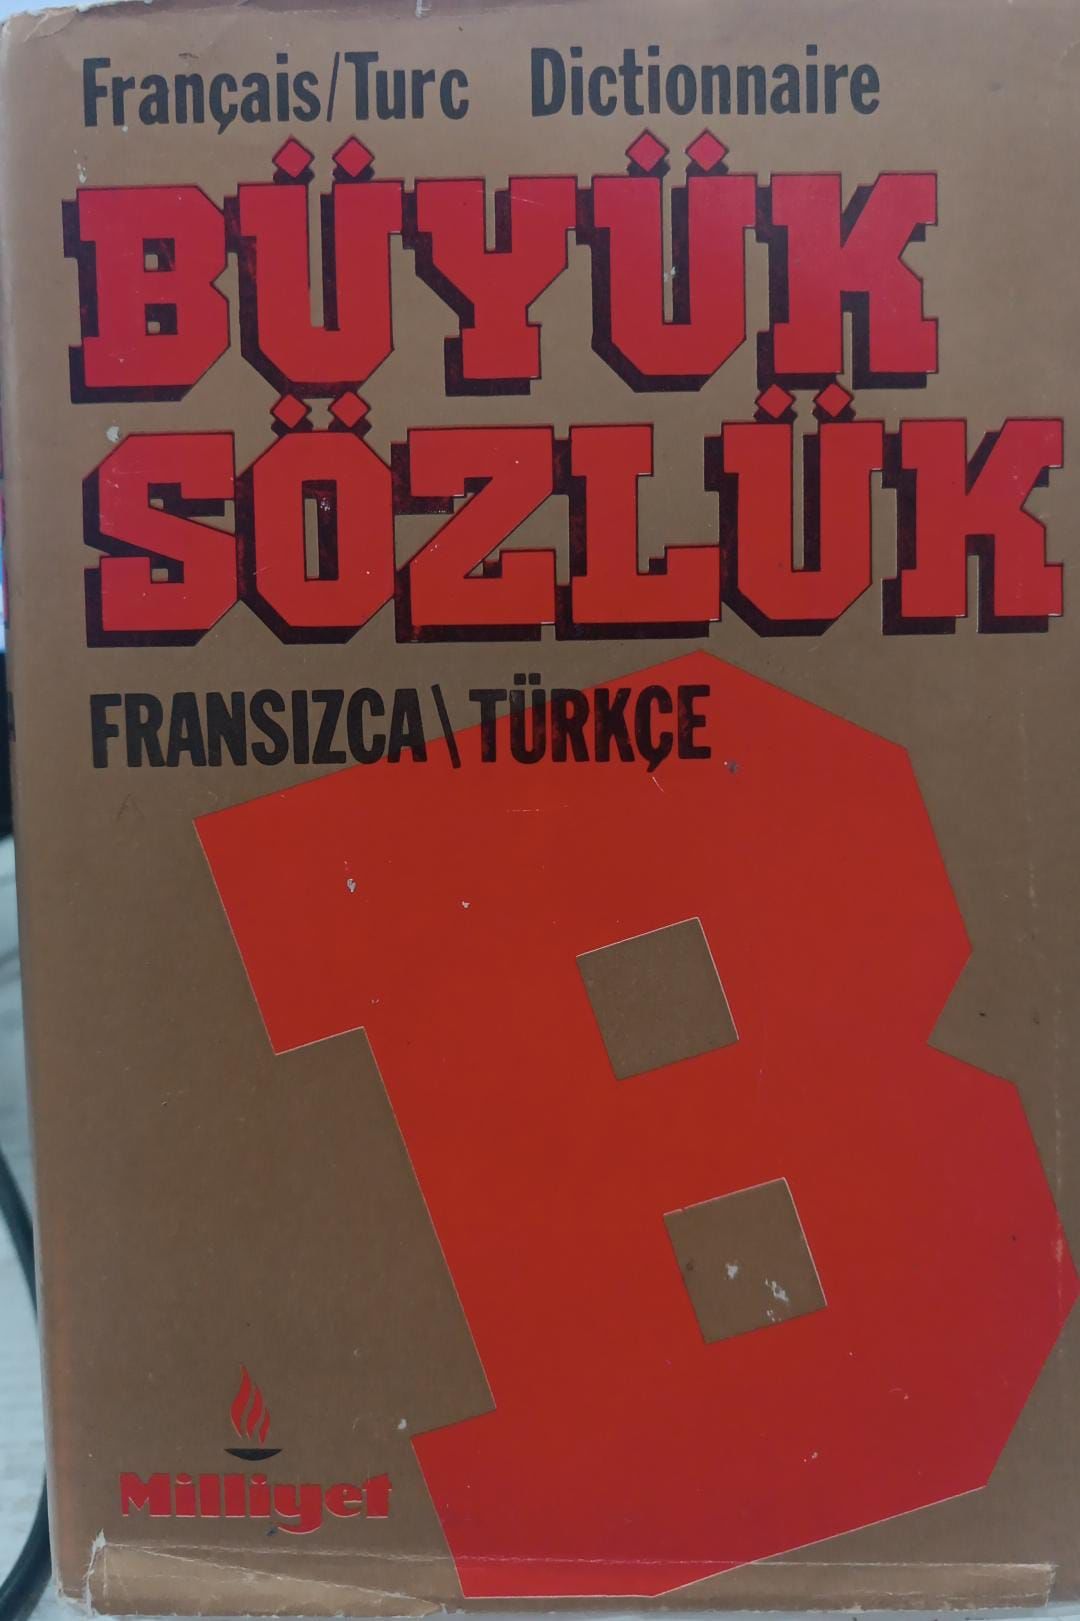 Français/Turc Dictionnaire
BÜYÜK
SÖZLÜK
FRANSIZCA\TÜRKÇE
B
Milliyet